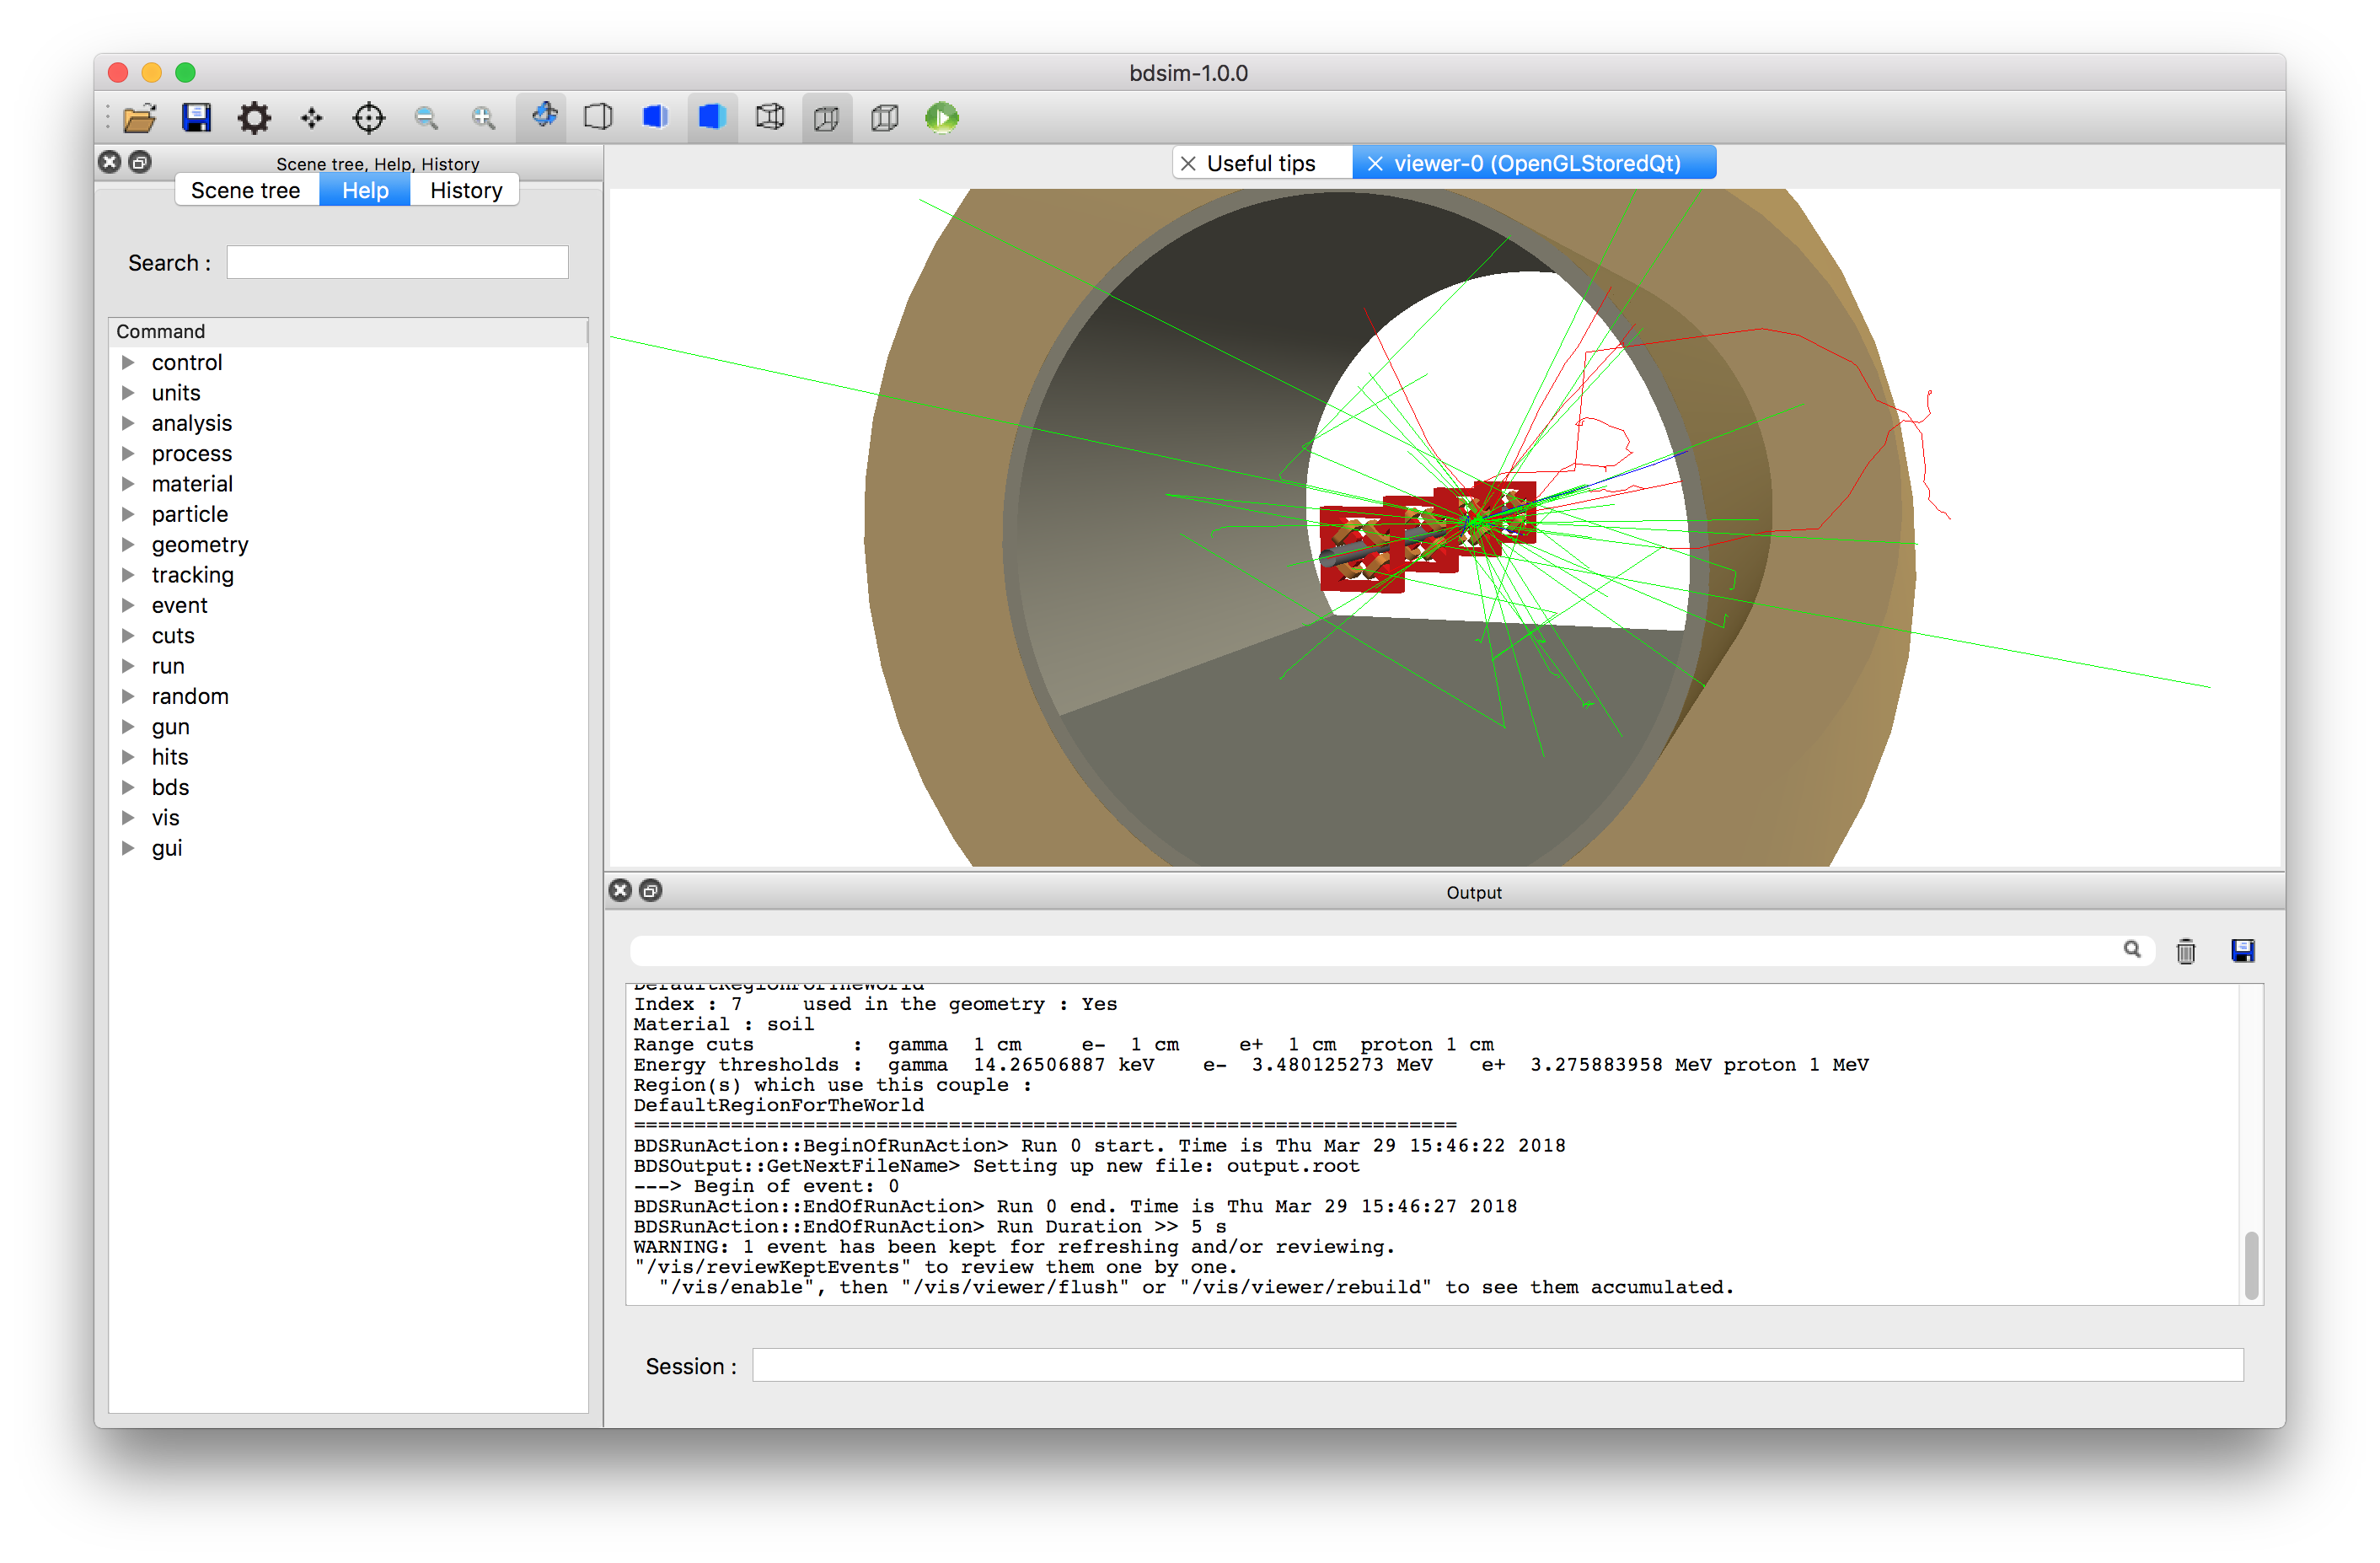 bdsim-1.0.0
Scene tree, Help, History
Scene tree Help History
Search :
Command
control
units
analysis
process
material
particle
geometry
tracking
event
cuts
run
random
gun
hits
bds
vis
gui
Useful tips viewer-0 (OpenGLStoredQt)
Output
DefaultRegionForTheWorld
Index : 7 used in the geometry : Yes
Material : soil
Range cuts : gamma 1 cm e- 1 cm e+ 1 cm proton 1 cm
Energy thresholds : gamma 14.26506887 keV e- 3.480125273 MeV e+ 3.275883958 MeV proton 1 MeV
Region(s) which use this couple :
DefaultRegionForTheWorld
====================================================================
BDSRunAction::BeginOfRunAction> Run 0 start. Time is Thu Mar 29 15:46:22 2018
BDSOutput::GetNextFileName> Setting up new file: output.root
---> Begin of event: 0
BDSRunAction::EndOfRunAction> Run 0 end. Time is Thu Mar 29 15:46:27 2018
BDSRunAction::EndOfRunAction> Run Duration >> 5 s
WARNING: 1 event has been kept for refreshing and/or reviewing.
"/vis/reviewKeptEvents" to review them one by one.
"/vis/enable", then "/vis/viewer/flush" or "/vis/viewer/rebuild" to see them accumulated.
Session :